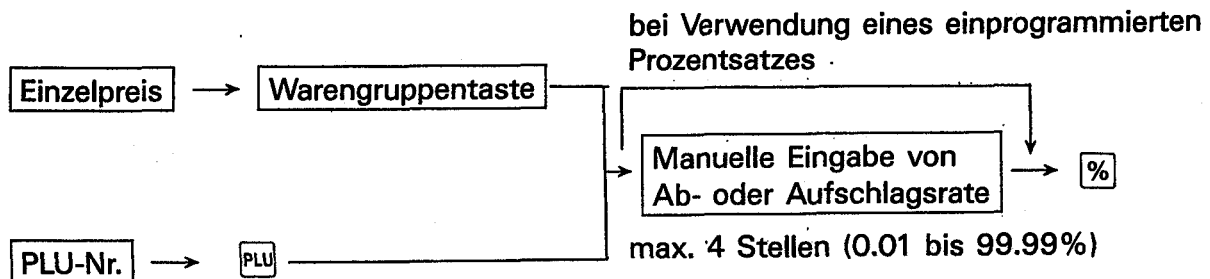 bei Verwendung eines einprogrammierten
Prozentsatzes
Einzelpreis → Warengruppentaste
Manuelle Eingabe von
Ab- oder Aufschlagsrate → %
max. 4 Stellen (0.01 bis 99.99%)
PLU-Nr. → PLU